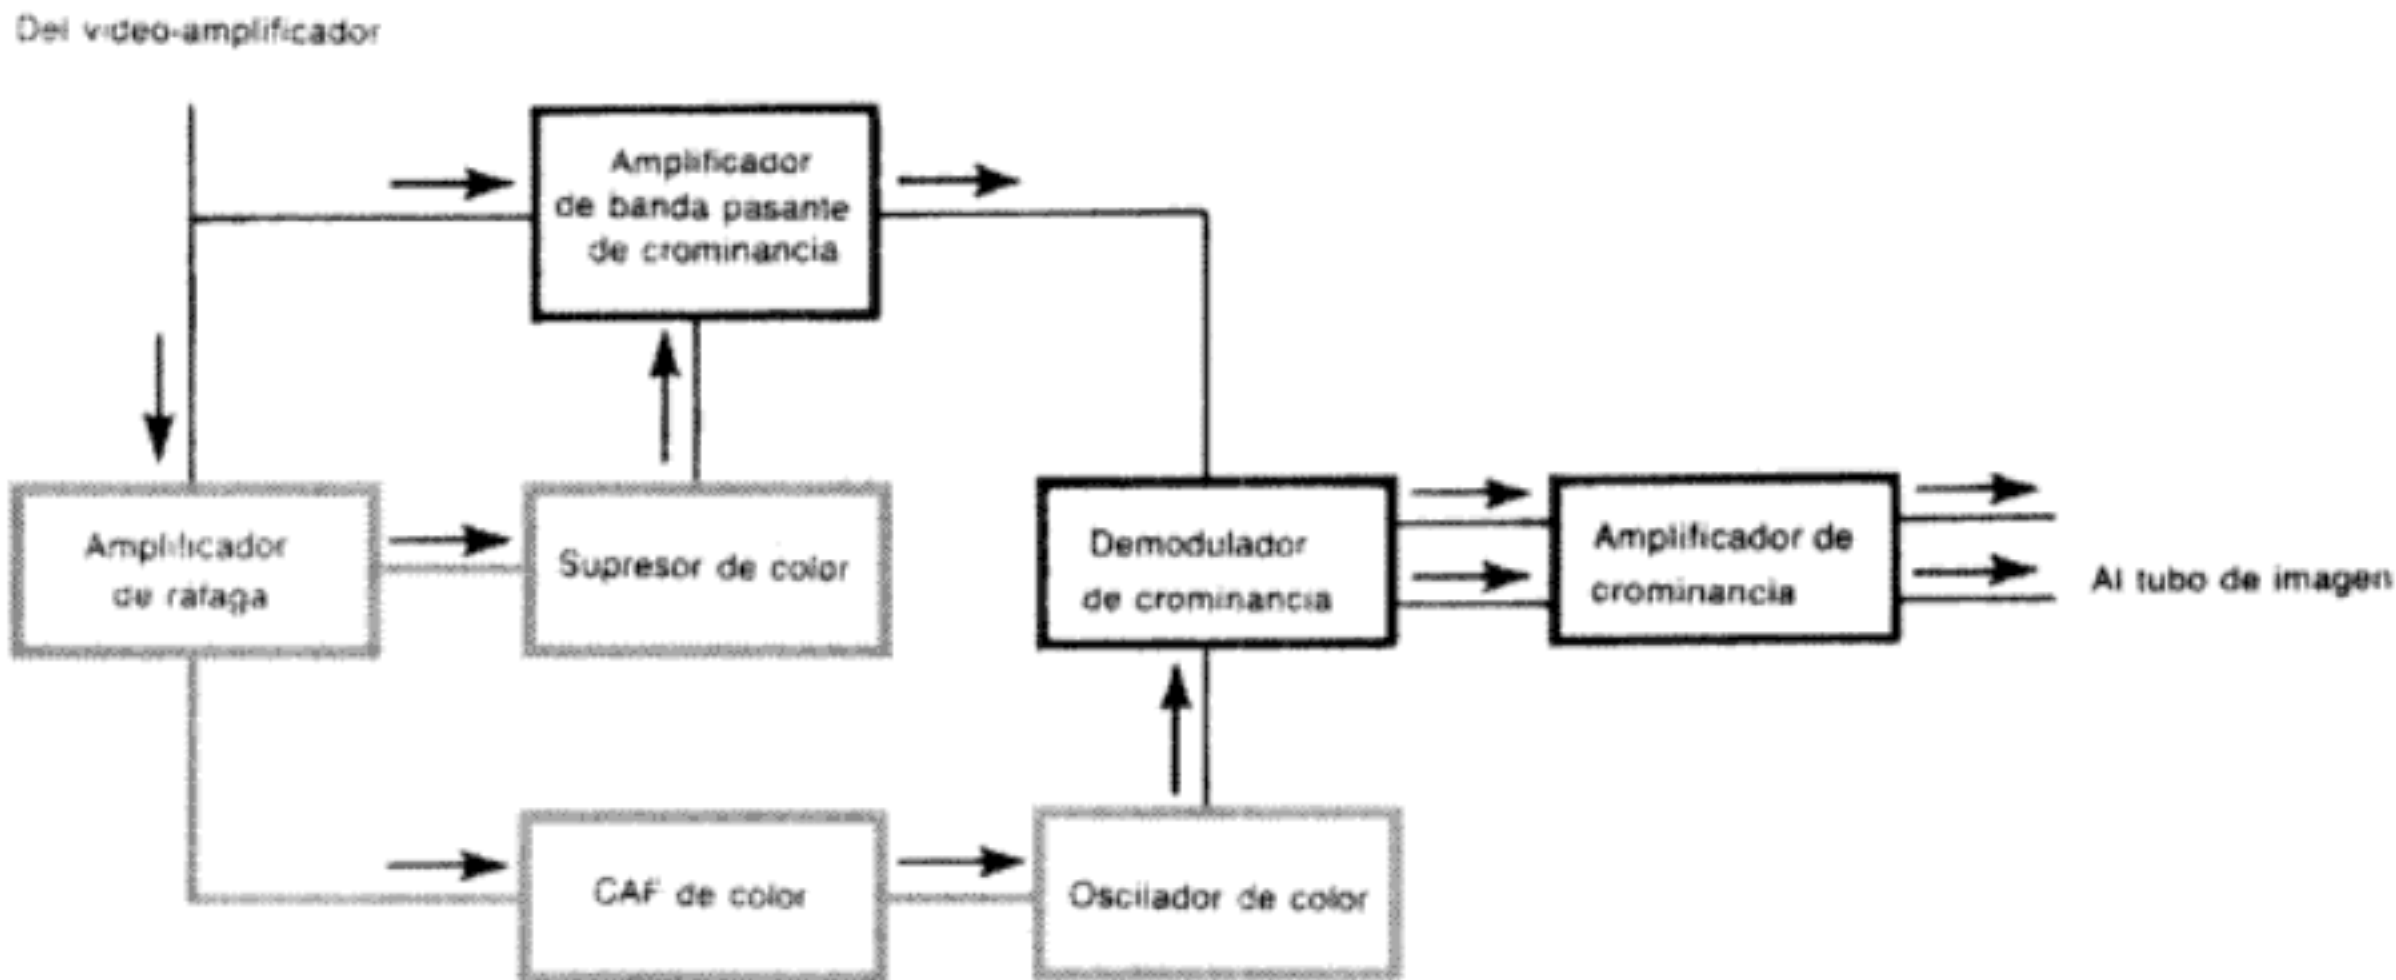 Del video-amplificador
Amplificador
de banda pasante
de crominancia
Amplificador
de ráfaga
Supresor de color
Demodulador
de crominancia
Amplificador de
crominancia
Al tubo de imagen
CAF de color
Oscilador de color